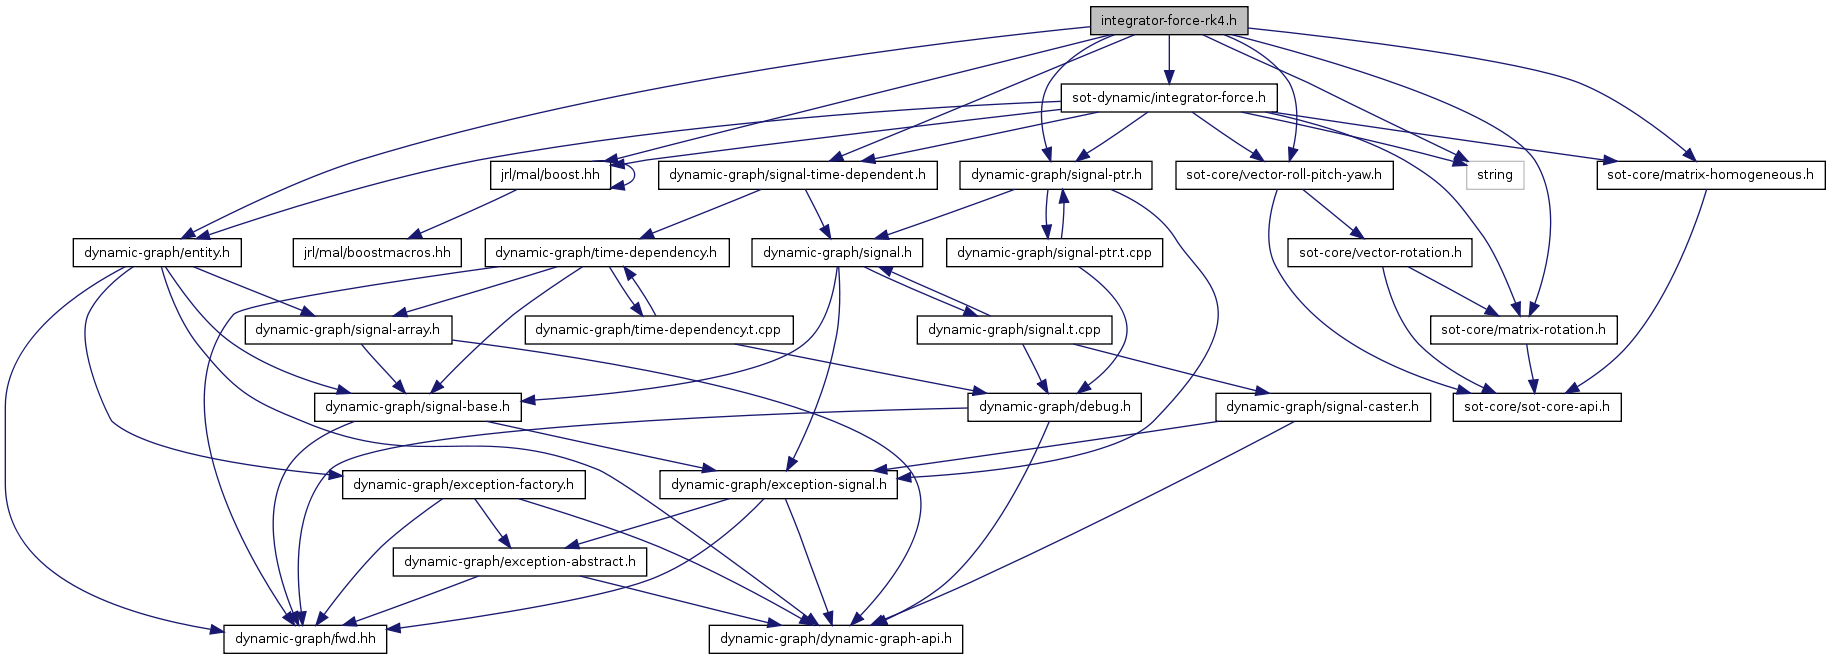 integrator-force-rk4.h
sot-dynamic/integrator-force.h
jrl/mal/boost.hh
dynamic-graph/signal-time-dependent.h
dynamic-graph/signal-ptr.h
sot-core/vector-roll-pitch-yaw.h
string
sot-core/matrix-homogeneous.h
dynamic-graph/entity.h
jrl/mal/boostmacros.hh
dynamic-graph/time-dependency.h
dynamic-graph/signal.h
dynamic-graph/signal-ptr.t.cpp
sot-core/vector-rotation.h
dynamic-graph/signal-array.h
dynamic-graph/time-dependency.t.cpp
dynamic-graph/signal.t.cpp
sot-core/matrix-rotation.h
dynamic-graph/signal-base.h
dynamic-graph/debug.h
dynamic-graph/signal-caster.h
sot-core/sot-core-api.h
dynamic-graph/exception-factory.h
dynamic-graph/exception-signal.h
dynamic-graph/exception-abstract.h
dynamic-graph/fwd.hh
dynamic-graph/dynamic-graph-api.h